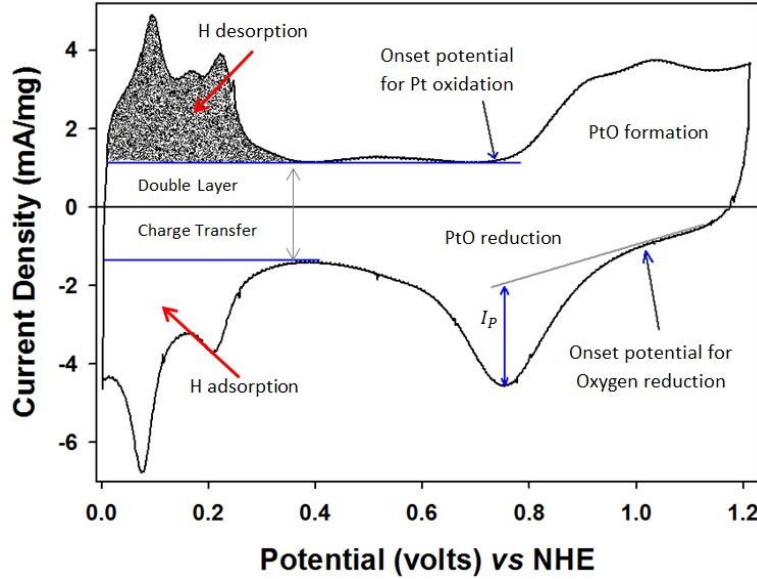 H desorption
Onset potential
for Pt oxidation
PtO formation
Double Layer
Charge Transfer
PtO reduction
I_P
H adsorption
Onset potential for
Oxygen reduction
Current Density (mA/mg)
4
2
0
-2
-4
-6
0.0 0.2 0.4 0.6 0.8 1.0 1.2
Potential (volts) vs NHE